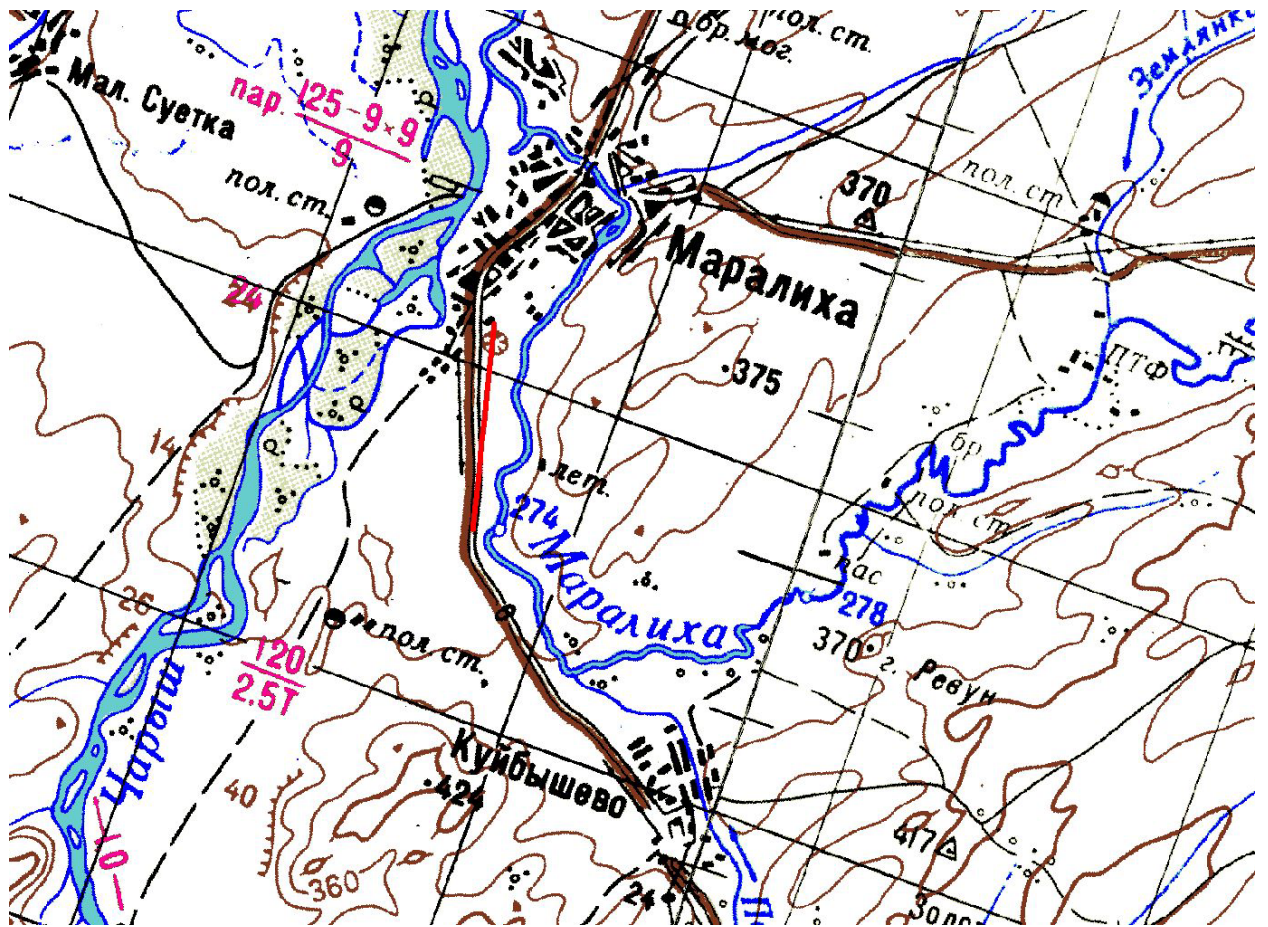 пол. ст.
бр. мог.
Землянка
Мал. Суетка
пар. 125-9×9
9
пол. ст.
370
пол. ст
Маралиха
24
375
ПТФ
14
бр.
лет.
274
пол. ст.
Маралиха
пас
278
26
пол. ст.
370
г. Ревун
120
2.5Т
Чарыш
Куйбышево
424
40
417
10
360
24